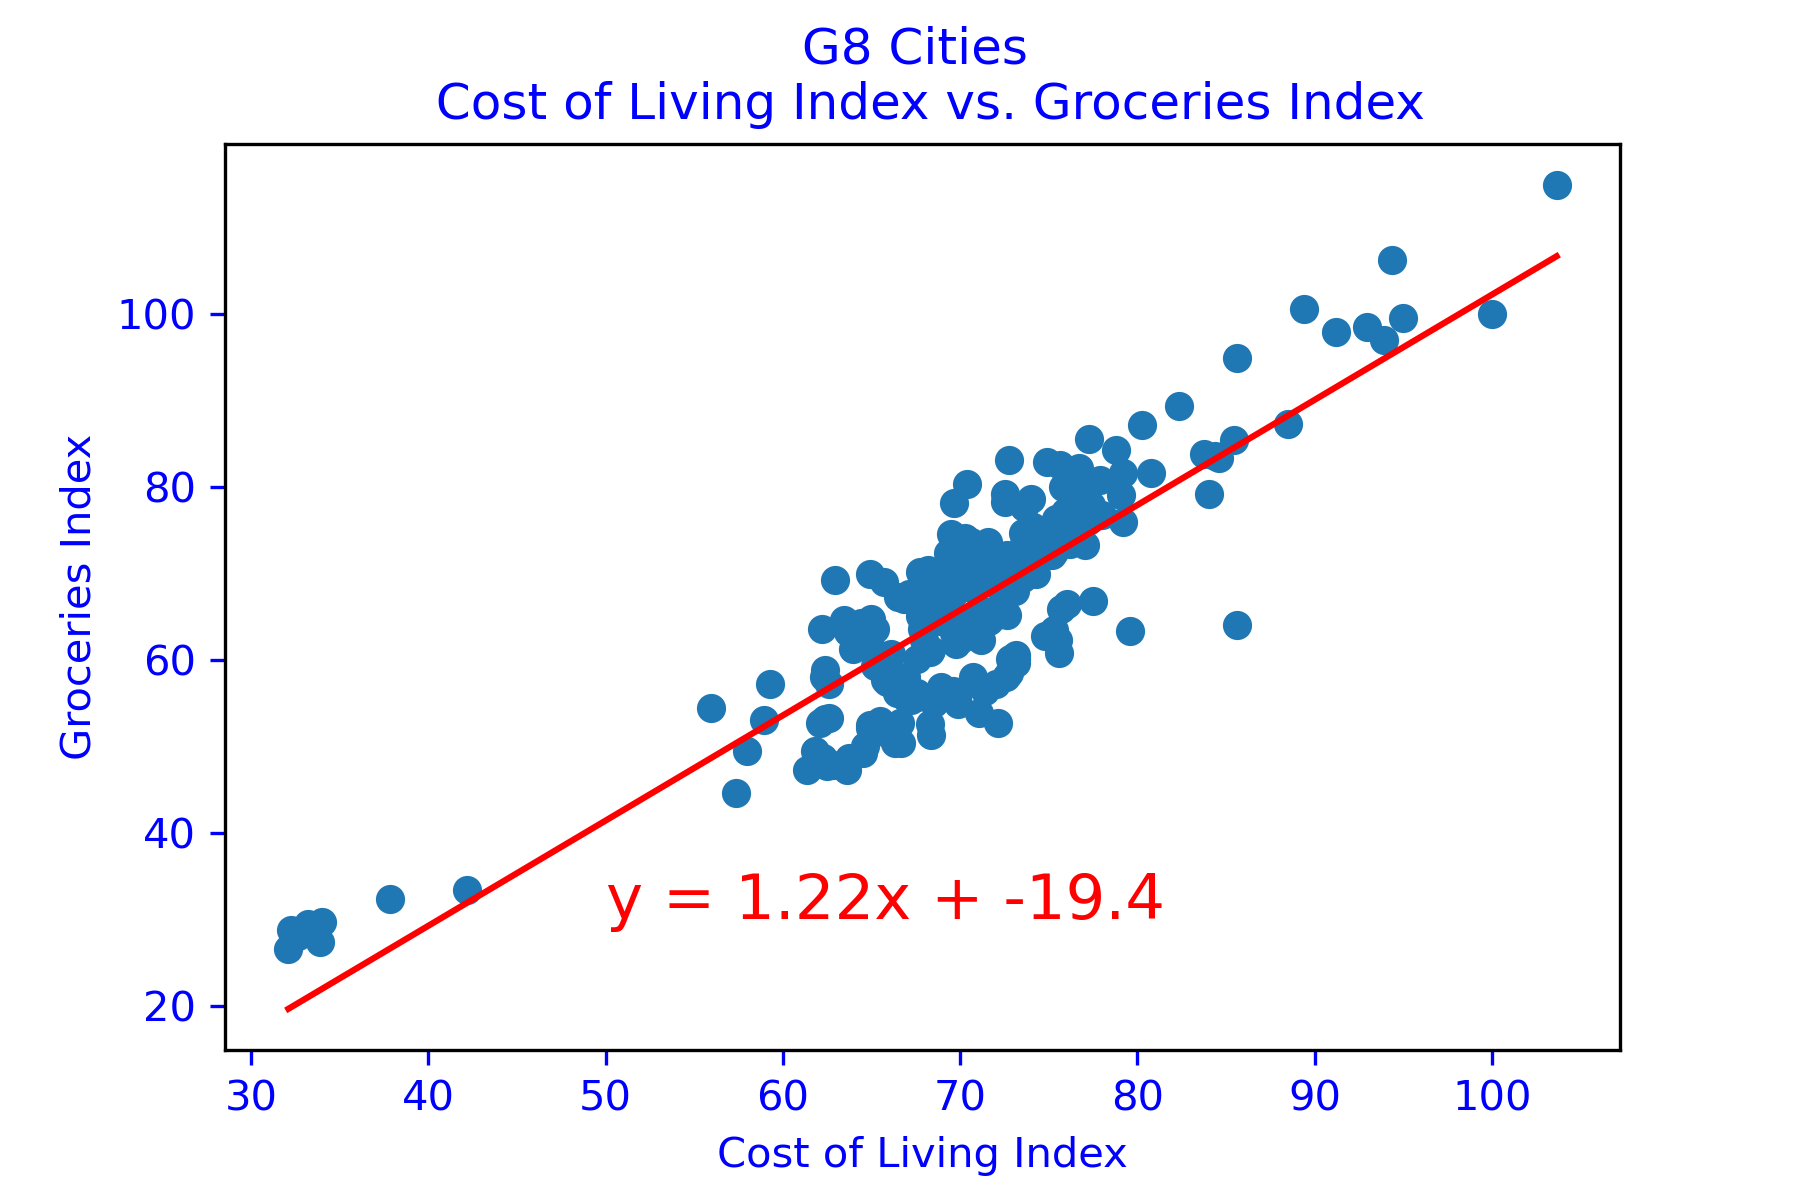 G8 Cities
Cost of Living Index vs. Groceries Index
Groceries Index
100
80
60
40
20
y = 1.22x + -19.4
30 40 50 60 70 80 90 100
Cost of Living Index